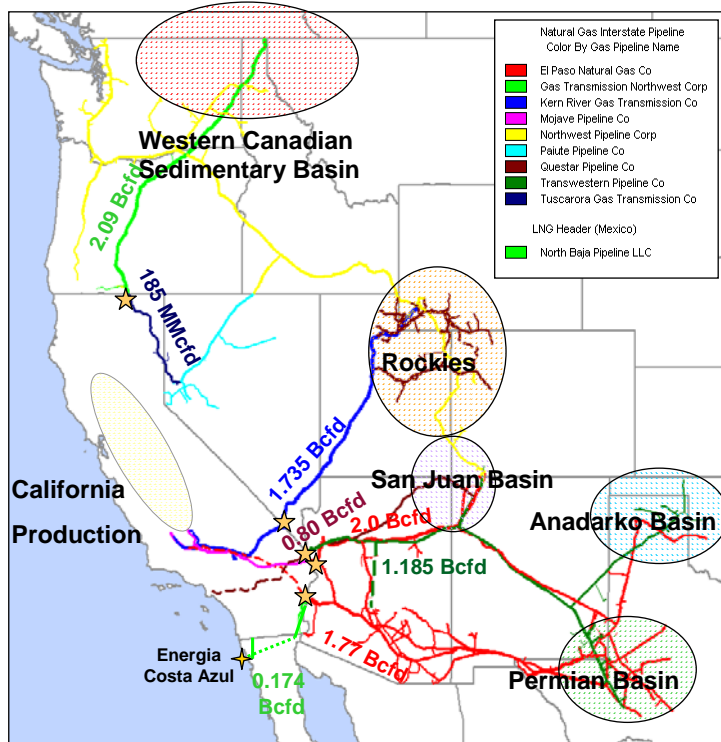 Natural Gas Interstate Pipeline
Color By Gas Pipeline Name
El Paso Natural Gas Co
Gas Transmission Northwest Corp
Kern River Gas Transmission Co
Mojave Pipeline Co
Northwest Pipeline Corp
Paiute Pipeline Co
Questar Pipeline Co
Transwestern Pipeline Co
Tuscarora Gas Transmission Co
LNG Header (Mexico)
North Baja Pipeline LLC
Western Canadian
Sedimentary Basin
2.09 Bcfd
185 MMcfd
Rockies
1.735 Bcfd
San Juan Basin
California
Production
0.80 Bcfd
2.0 Bcfd
Anadarko Basin
1.185 Bcfd
Energia
Costa Azul
0.174
Bcfd
1.77 Bcfd
Permian Basin